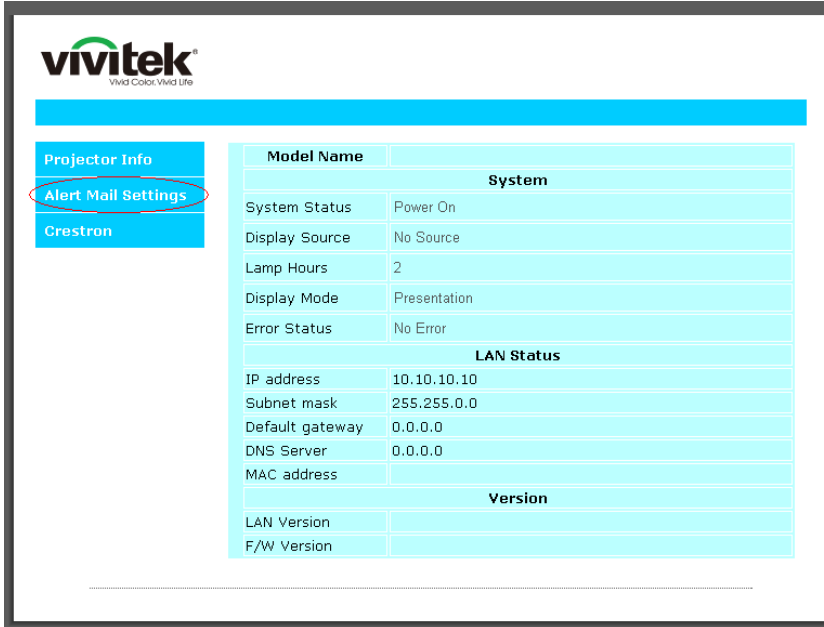 vivitek®
Vivid Color. Vivid Life
Projector Info
Alert Mail Settings
Crestron
Model Name
System
System Status Power On
Display Source No Source
Lamp Hours 2
Display Mode Presentation
Error Status No Error
LAN Status
IP address 10.10.10.10
Subnet mask 255.255.0.0
Default gateway 0.0.0.0
DNS Server 0.0.0.0
MAC address
Version
LAN Version
F/W Version